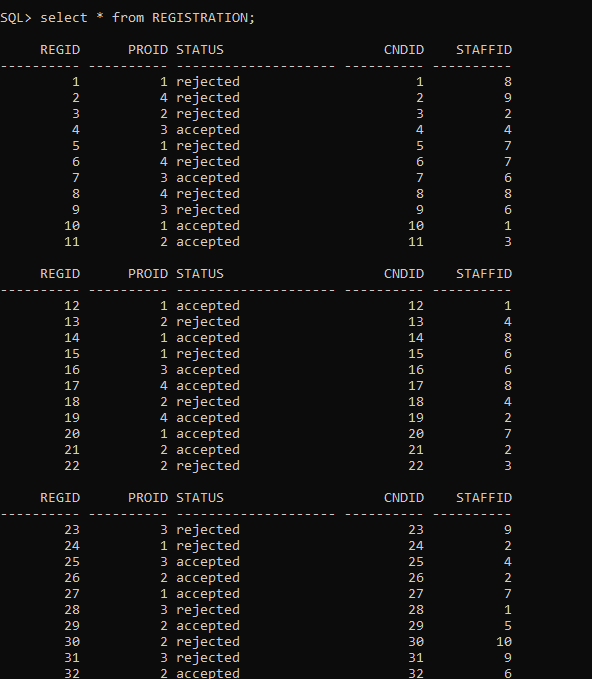 SQL> select * from REGISTRATION;
REGID PROID STATUS CNDID STAFFID
---------- ---------- -------------------- ---------- ----------
1 1 rejected 1 8
2 4 rejected 2 9
3 2 rejected 3 2
4 3 accepted 4 4
5 1 rejected 5 7
6 4 rejected 6 7
7 3 accepted 7 6
8 4 rejected 8 8
9 3 rejected 9 6
10 1 accepted 10 1
11 2 accepted 11 3
REGID PROID STATUS CNDID STAFFID
---------- ---------- -------------------- ---------- ----------
12 1 accepted 12 1
13 2 rejected 13 4
14 1 accepted 14 8
15 1 rejected 15 6
16 3 accepted 16 6
17 4 accepted 17 8
18 2 rejected 18 4
19 4 accepted 19 2
20 1 accepted 20 7
21 2 accepted 21 2
22 2 rejected 22 3
REGID PROID STATUS CNDID STAFFID
---------- ---------- -------------------- ---------- ----------
23 3 rejected 23 9
24 1 rejected 24 2
25 3 accepted 25 4
26 2 accepted 26 2
27 1 accepted 27 7
28 3 rejected 28 1
29 2 accepted 29 5
30 2 rejected 30 10
31 3 rejected 31 9
32 2 accepted 32 6